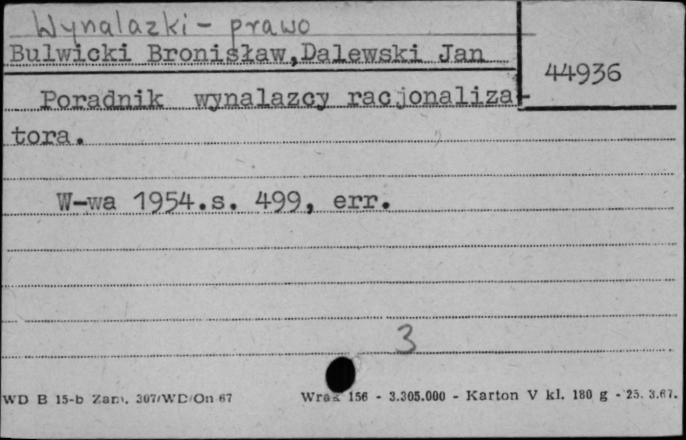 Wynalazki - prawo
Bulwicki Bronisław,Dalewski Jan
44936
Poradnik wynalazcy racjonaliza-
tora.
W-wa 1954.s. 499, err.
3
WD B 15-b Zam. 307/WD/On 67
156 - 3.305.000 - Karton V kl. 180 g - 25. 3.67.